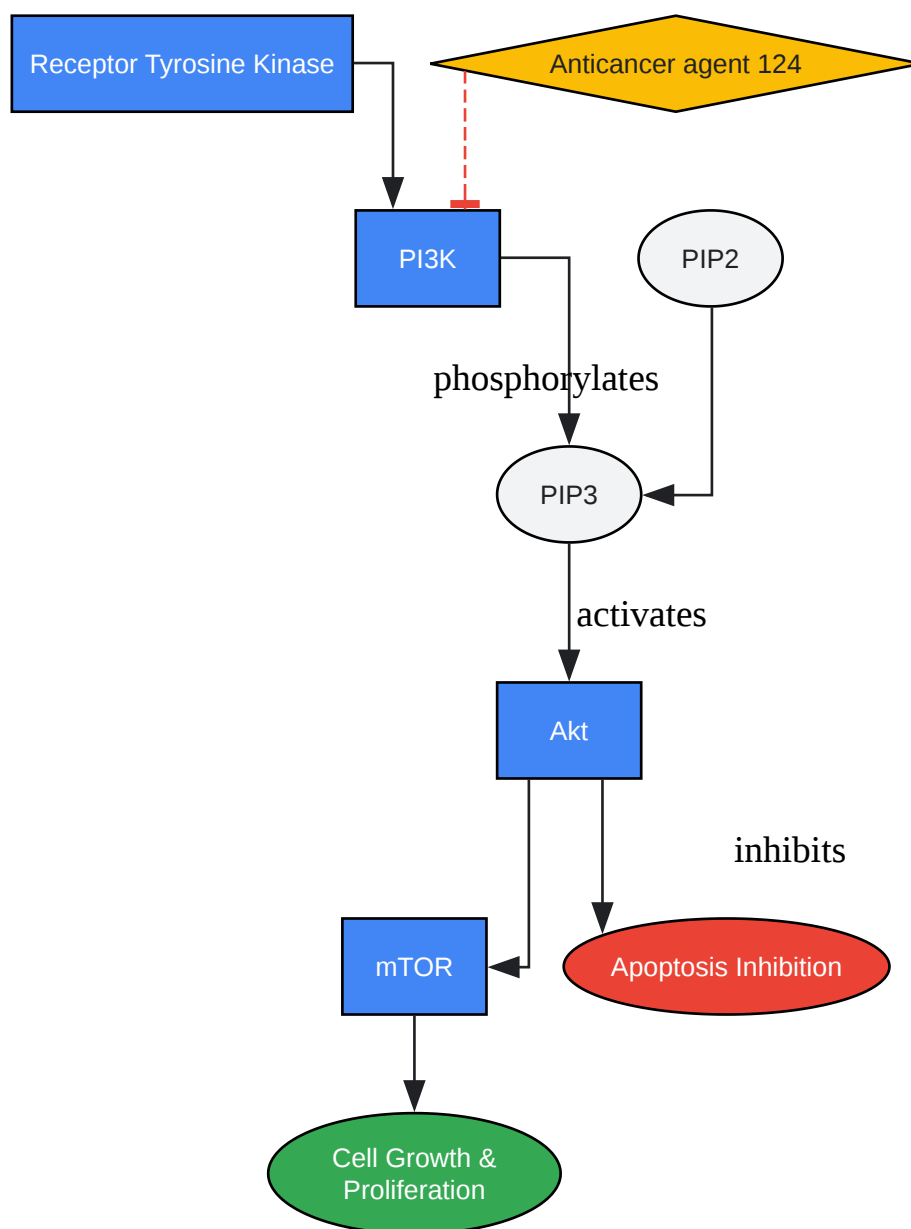 Receptor Tyrosine Kinase
Anticancer agent 124
PI3K
PIP2
phosphorylates
PIP3
activates
Akt
inhibits
mTOR
Apoptosis Inhibition
Cell Growth &
Proliferation